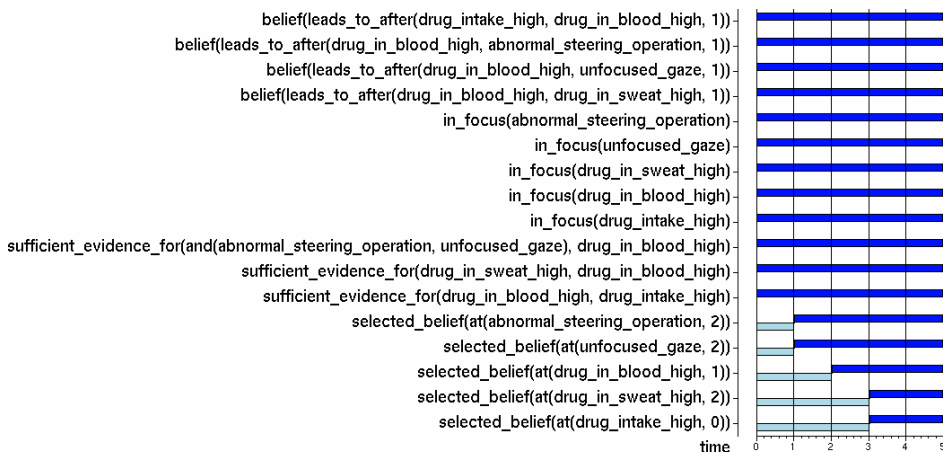 belief(leads_to_after(drug_intake_high, drug_in_blood_high, 1))
belief(leads_to_after(drug_in_blood_high, abnormal_steering_operation, 1))
belief(leads_to_after(drug_in_blood_high, unfocused_gaze, 1))
belief(leads_to_after(drug_in_blood_high, drug_in_sweat_high, 1))
in_focus(abnormal_steering_operation)
in_focus(unfocused_gaze)
in_focus(drug_in_sweat_high)
in_focus(drug_in_blood_high)
in_focus(drug_intake_high)
sufficient_evidence_for(and(abnormal_steering_operation, unfocused_gaze), drug_in_blood_high)
sufficient_evidence_for(drug_in_sweat_high, drug_in_blood_high)
sufficient_evidence_for(drug_in_blood_high, drug_intake_high)
selected_belief(at(abnormal_steering_operation, 2))
selected_belief(at(unfocused_gaze, 2))
selected_belief(at(drug_in_blood_high, 1))
selected_belief(at(drug_in_sweat_high, 2))
selected_belief(at(drug_intake_high, 0))
time 0 1 2 3 4 5